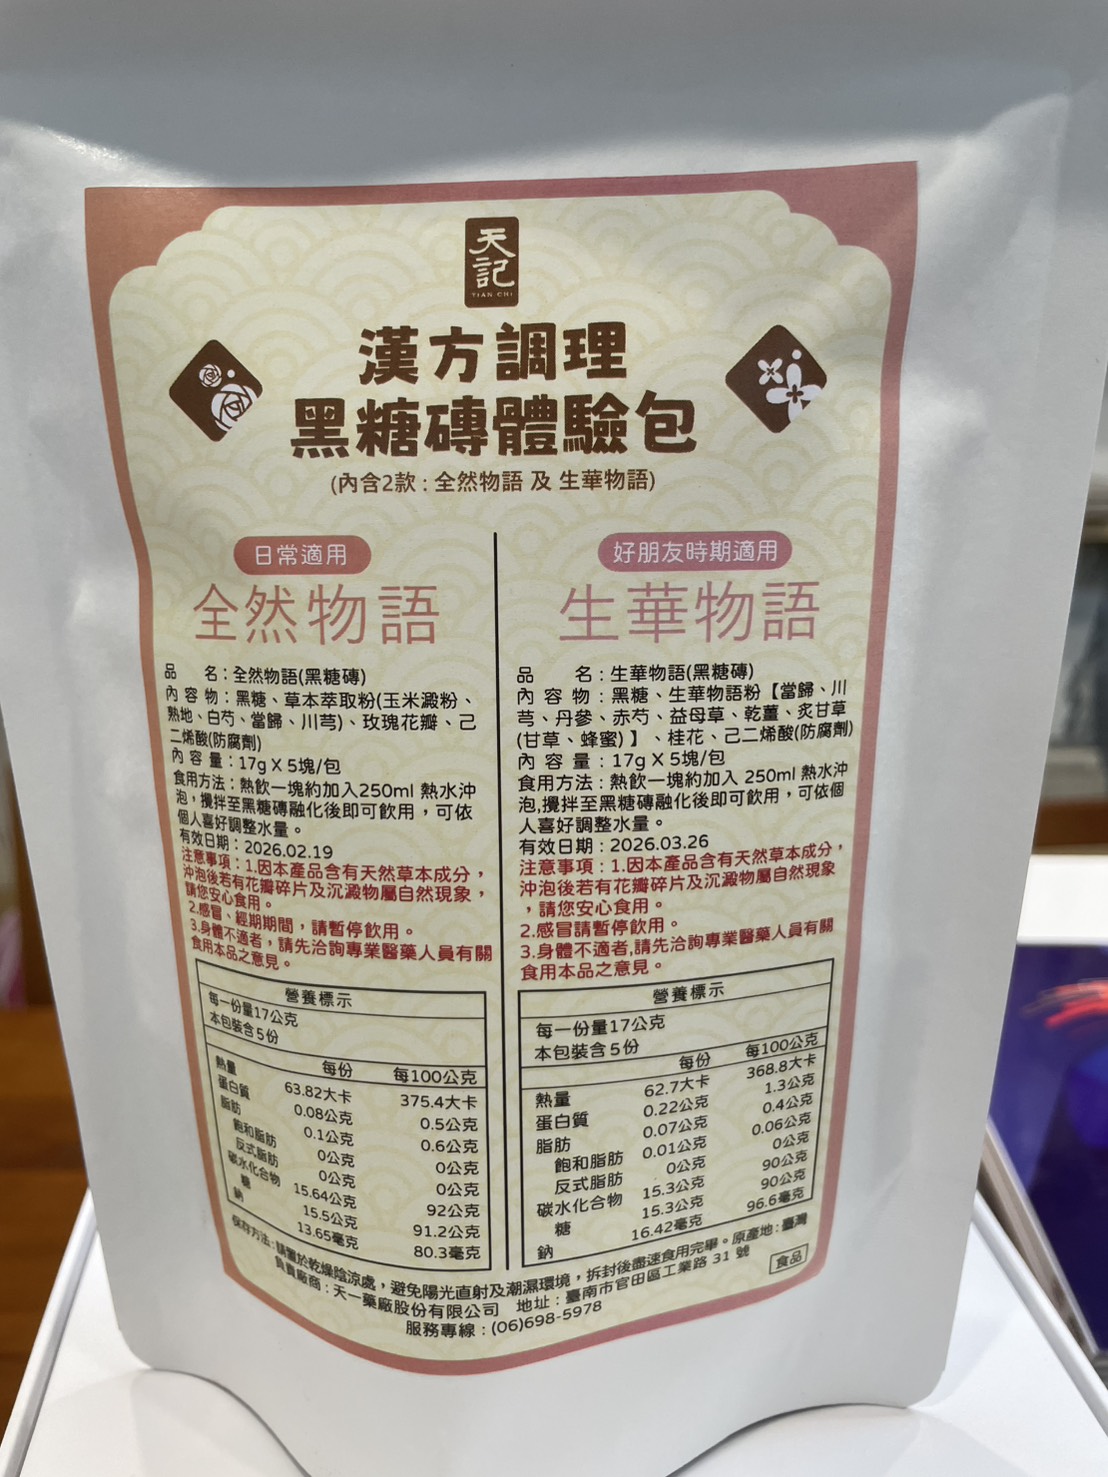 天記
TIAN CHI
漢方調理
黑糖磚體驗包
(內含2款：全然物語 及 生華物語)
日常適用
全然物語
品　名：全然物語(黑糖磚)
內 容 物：黑糖、草本萃取粉(玉米澱粉、
熟地、白芍、當歸、川芎)、玫瑰花瓣、己
二烯酸(防腐劑)
內 容 量：17g X 5塊/包
食用方法：熱飲一塊約加入250ml 熱水沖
泡，攪拌至黑糖磚融化後即可飲用，可依
個人喜好調整水量。
有效日期：2026.02.19
注意事項：1.因本產品含有天然草本成分，
沖泡後若有花瓣碎片及沉澱物屬自然現象，
請您安心食用。
2.感冒、經期期間，請暫停飲用。
3.身體不適者，請先洽詢專業醫藥人員有關
食用本品之意見。
營養標示
每一份量17公克
本包裝含5份
每份 每100公克
熱量 63.82大卡 375.4大卡
蛋白質 0.08公克 0.5公克
脂肪 0.1公克 0.6公克
飽和脂肪 0公克 0公克
反式脂肪 0公克 0公克
碳水化合物 15.64公克 92公克
糖 15.5公克 91.2公克
鈉 13.65毫克 80.3毫克
好朋友時期適用
生華物語
品　名：生華物語(黑糖磚)
內 容 物：黑糖、生華物語粉【當歸、川
芎、丹參、赤芍、益母草、乾薑、炙甘草
(甘草、蜂蜜)】、桂花、己二烯酸(防腐劑)
內 容 量：17g X 5塊/包
食用方法：熱飲一塊約加入 250ml 熱水沖
泡,攪拌至黑糖磚融化後即可飲用，可依個
人喜好調整水量。
有效日期：2026.03.26
注意事項：1.因本產品含有天然草本成分，
沖泡後若有花瓣碎片及沉澱物屬自然現象
，請您安心食用。
2.感冒請暫停飲用。
3.身體不適者,請先洽詢專業醫藥人員有關
食用本品之意見。
營養標示
每一份量17公克
本包裝含5份
每份 每100公克
熱量 62.7大卡 368.8大卡
蛋白質 0.22公克 1.3公克
脂肪 0.07公克 0.4公克
飽和脂肪 0.01公克 0.06公克
反式脂肪 0公克 0公克
碳水化合物 15.3公克 90公克
糖 15.3公克 90公克
鈉 16.42毫克 96.6毫克
保存方法：請置於乾燥陰涼處，避免陽光直射及潮濕環境，拆封後盡速食用完畢。原產地：臺灣
負責廠商：天一藥廠股份有限公司　地址：臺南市官田區工業路 31 號 食品
服務專線：(06)698-5978